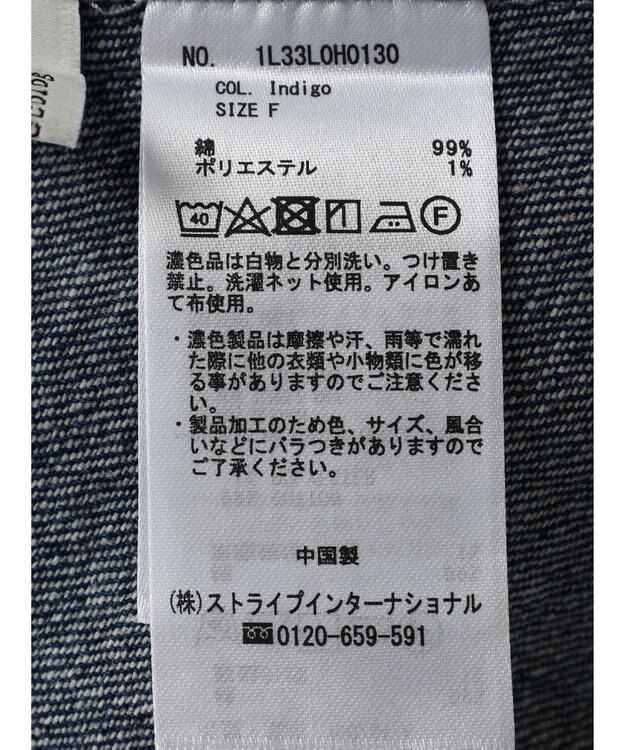 NO. 1L33L0H0130
COL. Indigo
SIZE F
綿 99%
ポリエステル 1%
40 F
濃色品は白物と分別洗い。つけ置き
禁止。洗濯ネット使用。アイロンあ
て布使用。
・濃色製品は摩擦や汗、雨等で濡れ
た際に他の衣類や小物類に色が移
る事がありますのでご注意くださ
い。
・製品加工のため色、サイズ、風合
いなどにバラつきがありますので
ご了承ください。
中国製
(株)ストライプインターナショナル
0120-659-591